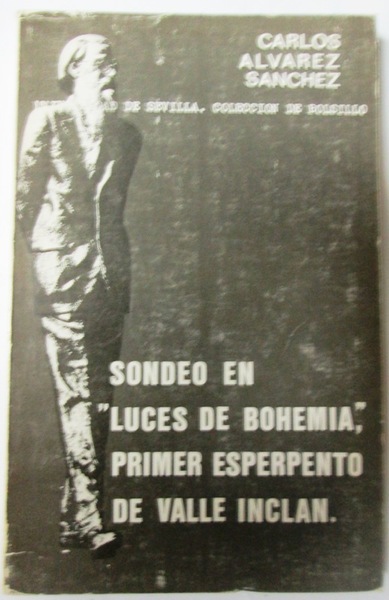 CARLOS
ALVAREZ
SANCHEZ
DE SEVILLA. COLECCION DE BOLSILLO
SONDEO EN
"LUCES DE BOHEMIA",
PRIMER ESPERPENTO
DE VALLE INCLAN.